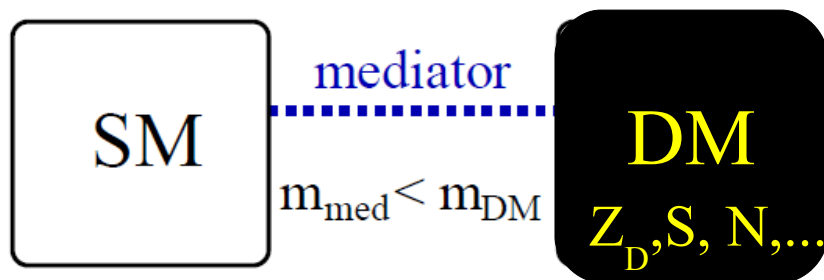 SM
mediator
m_med < m_DM
DM
Z_D,S, N,...